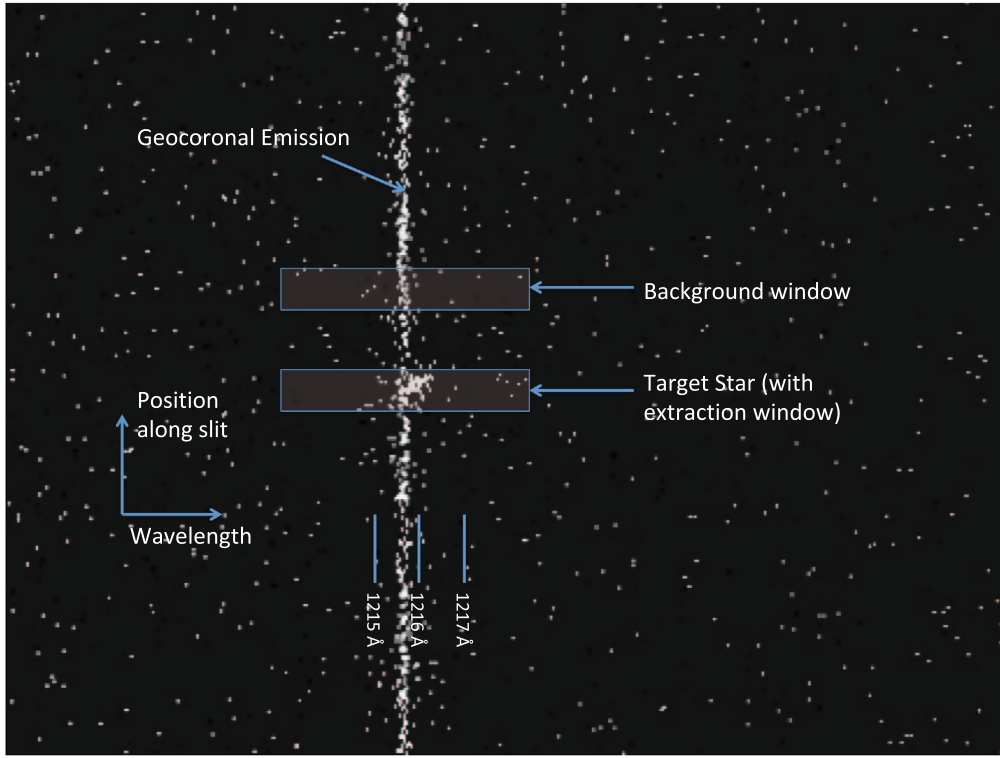 Geocoronal Emission
Background window
Target Star (with
extraction window)
Position
along slit
Wavelength
1215 Å
1216 Å
1217 Å